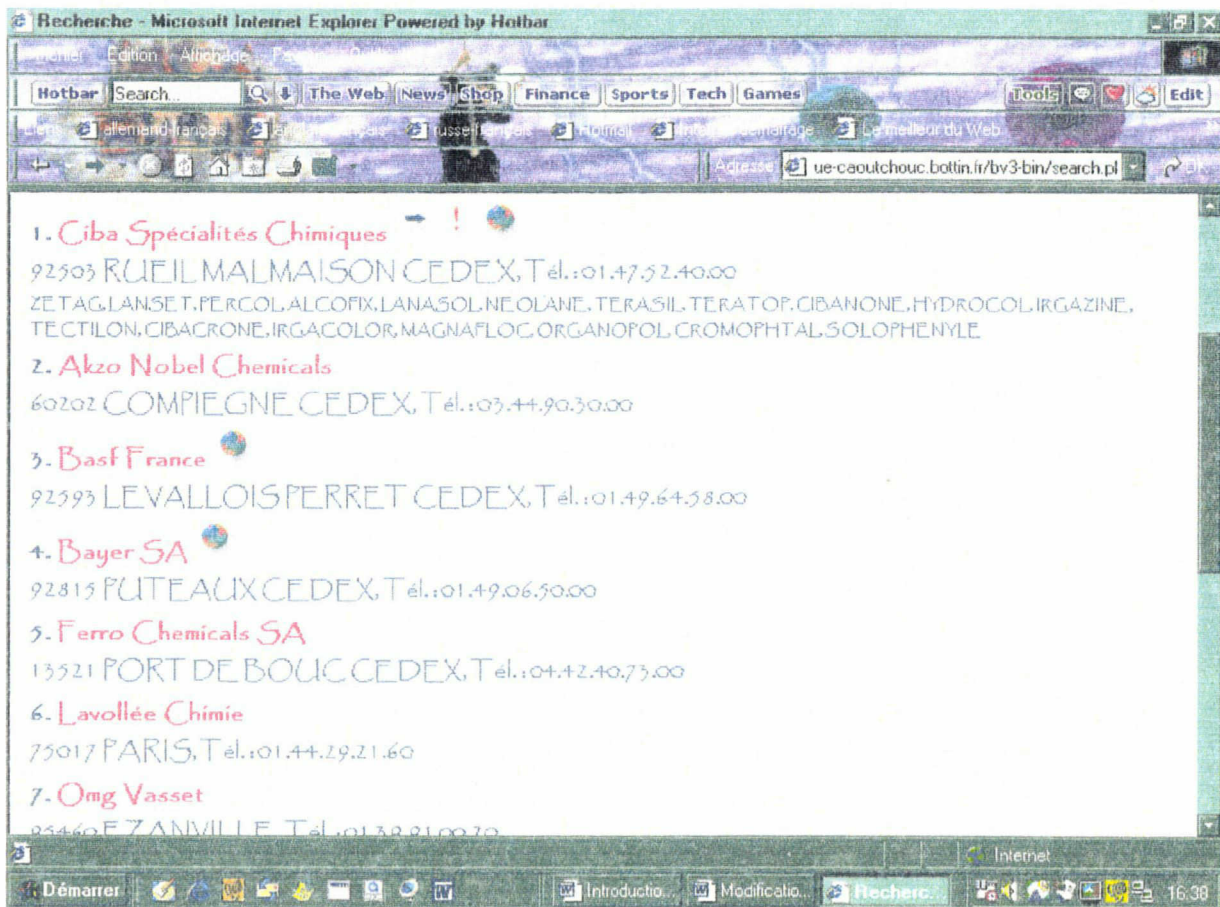 Recherche - Microsoft Internet Explorer Powered by Hotbar
Edition Affichage
Hotbar Search... The Web News Shop Finance Sports Tech Games Tools Edit
allemand-français russe-français Hotmail Le meilleur du Web
Adresse ue-caoutchouc.bottin.fr/bv3-bin/search.pl
1. Ciba Spécialités Chimiques
92503 RUEIL MALMAISON CEDEX, Tél.:01.47.52.40.00
ZETAG, LANSET, PERCOL, ALCOFIX, LANASOL, NEOLANE, TERASIL, TERATOP, CIBANONE, HYDROCOL, IRGAZINE,
TECTILON, CIBACRONE, IRGACOLOR, MAGNAFLOC, ORGANOPOL, CROMOPHTAL, SOLOPHENYLE
2. Akzo Nobel Chemicals
60202 COMPIEGNE CEDEX, Tél.:03.44.90.30.00
3. Basf France
92593 LEVALLOIS PERRET CEDEX, Tél.:01.49.64.58.00
4. Bayer SA
92815 PUTEAUX CEDEX, Tél.:01.49.06.50.00
5. Ferro Chemicals SA
13521 PORT DE BOUC CEDEX, Tél.:04.42.40.73.00
6. Lavollée Chimie
75017 PARIS, Tél.:01.44.29.21.60
7. Omg Vasset
95460 EZANVILLE, Tél.:
Internet
Démarrer Introductio... Modificatio... Recherc... 16:38